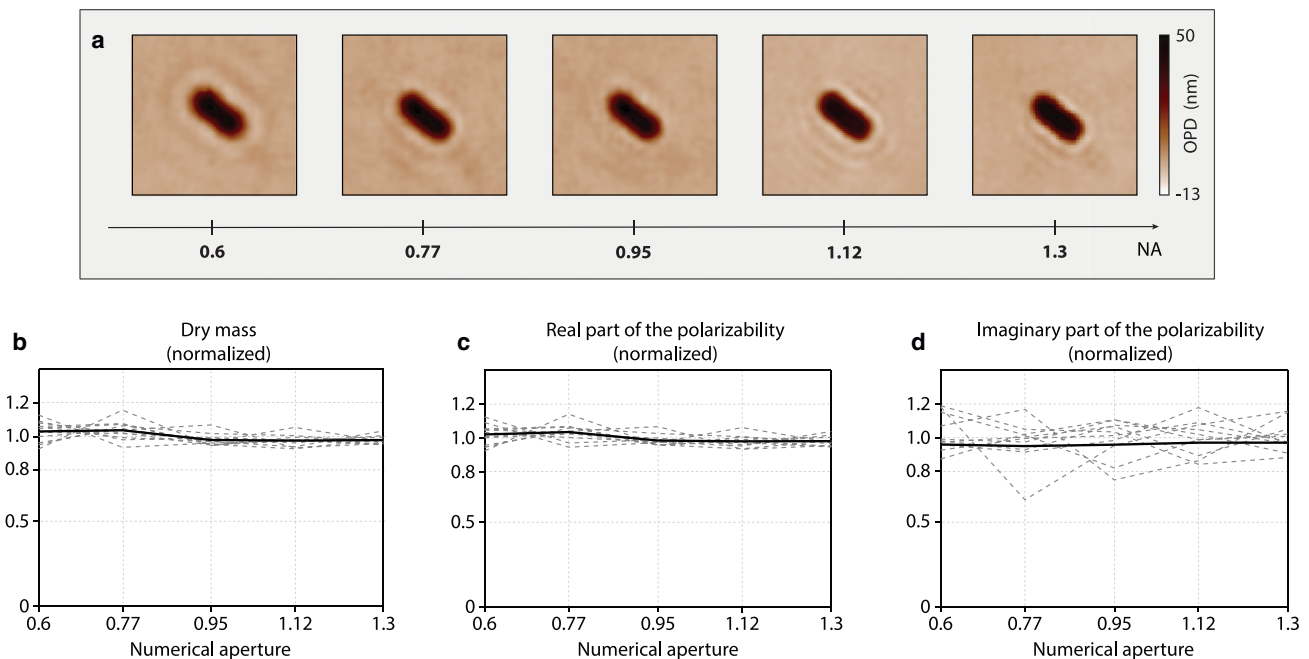 a
50
OPD (nm)
-13
0.6 0.77 0.95 1.12 1.3 NA
b
Dry mass
(normalized)
1.2
1.0
0.8
0.5
0
0.6 0.77 0.95 1.12 1.3
Numerical aperture
c
Real part of the polarizability
(normalized)
1.2
1.0
0.8
0.5
0
0.6 0.77 0.95 1.12 1.3
Numerical aperture
d
Imaginary part of the polarizability
(normalized)
1.2
1.0
0.8
0.5
0
0.6 0.77 0.95 1.12 1.3
Numerical aperture